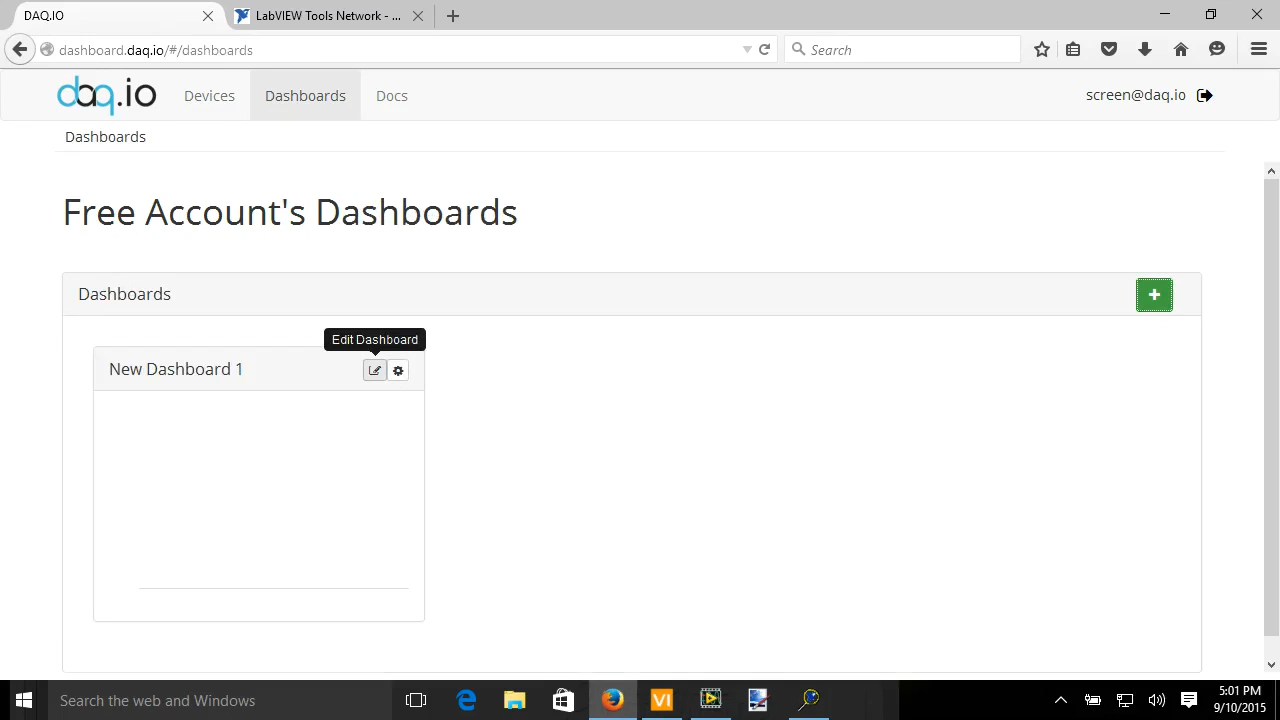 DAQ.IO
LabVIEW Tools Network - ...
dashboard.daq.io/#/dashboards
Search
daq.io
Devices
Dashboards
Docs
screen@daq.io
Dashboards
Free Account's Dashboards
Dashboards
Edit Dashboard
New Dashboard 1
Search the web and Windows
VI
5:01 PM
9/10/2015